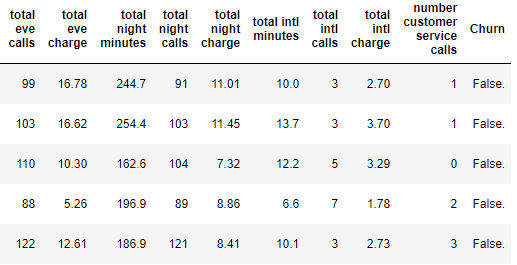 total eve calls total eve charge total night minutes total night calls total night charge total intl minutes total intl calls total intl charge number customer service calls Churn
99 16.78 244.7 91 11.01 10.0 3 2.70 1 False.
103 16.62 254.4 103 11.45 13.7 3 3.70 1 False.
110 10.30 162.6 104 7.32 12.2 5 3.29 0 False.
88 5.26 196.9 89 8.86 6.6 7 1.78 2 False.
122 12.61 186.9 121 8.41 10.1 3 2.73 3 False.